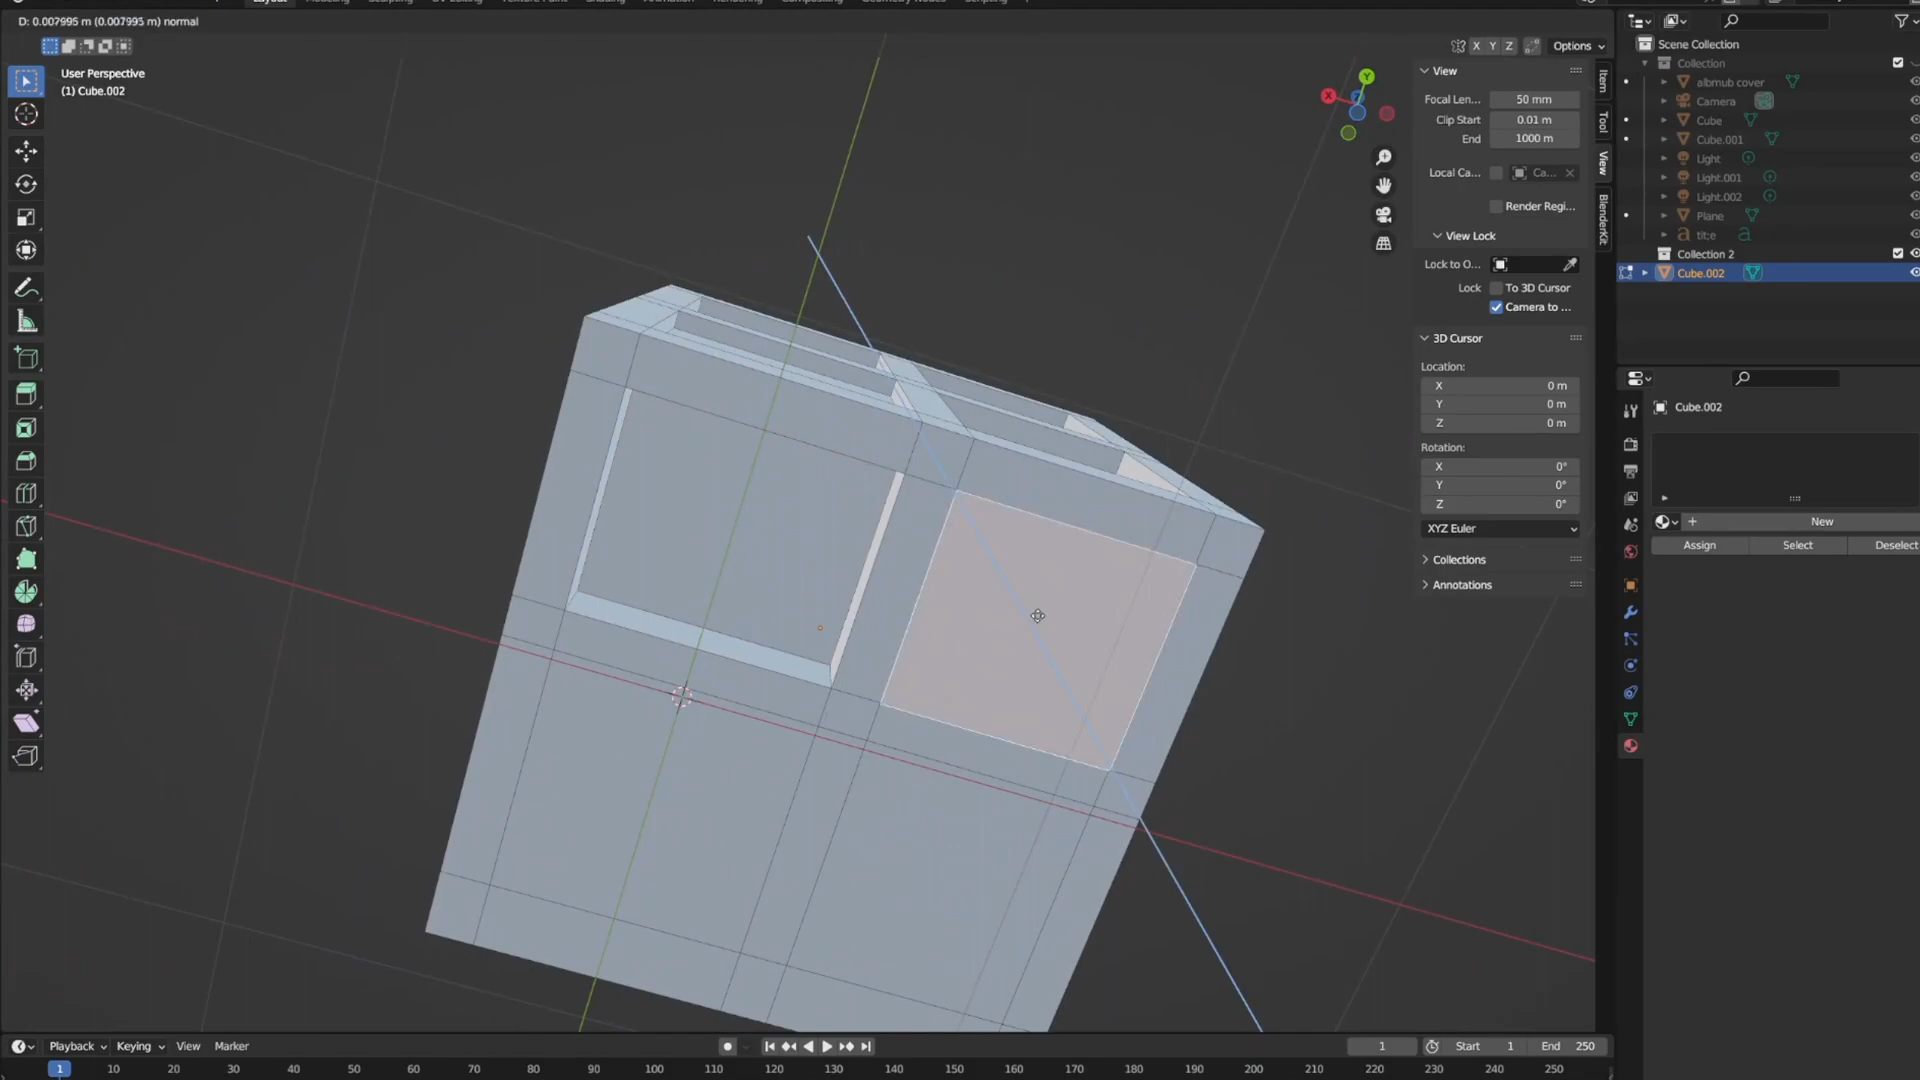 Layout Modeling Sculpting UV Editing Texture Paint Shading Animation Rendering Compositing Geometry Nodes Scripting
D: 0.007995 m (0.007995 m) normal
X Y Z Options
User Perspective
(1) Cube.002
Y
X
Z
View
Focal Len... 50 mm
Clip Start 0.01 m
End 1000 m
Local Ca... Ca...
Render Regi...
View Lock
Lock to O...
Lock To 3D Cursor
Camera to ...
3D Cursor
Location:
X 0 m
Y 0 m
Z 0 m
Rotation:
X 0°
Y 0°
Z 0°
XYZ Euler
Collections
Annotations
Item
Tool
View
BlenderKit
Scene Collection
Collection
albmub cover
Camera
Cube
Cube.001
Light
Light.001
Light.002
Plane
Collection 2
Cube.002
Cube.002
New
Assign Select Deselect
Playback Keying View Marker
1 Start 1 End 250
1 10 20 30 40 50 60 70 80 90 100 110 120 130 140 150 160 170 180 190 200 210 220 230 240 250